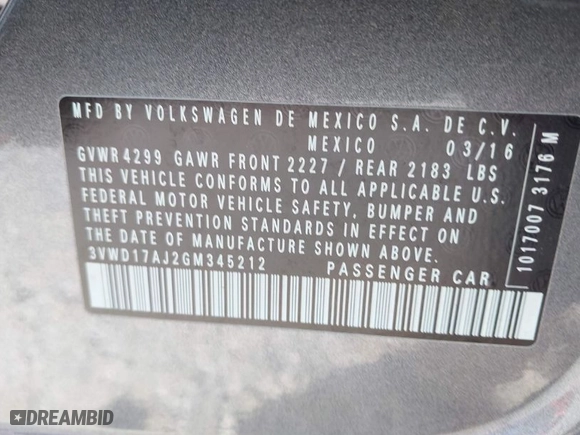 MFD BY VOLKSWAGEN DE MEXICO S.A. DE C.V.
MEXICO 03/16
GVWR 4299 GAWR FRONT 2227 / REAR 2183 LBS
THIS VEHICLE CONFORMS TO ALL APPLICABLE U.S.
FEDERAL MOTOR VEHICLE SAFETY, BUMPER AND
THEFT PREVENTION STANDARDS IN EFFECT ON
THE DATE OF MANUFACTURE SHOWN ABOVE.
3VWD17AJ2GM345212 PASSENGER CAR
1017007 3176 M
DREAMBID